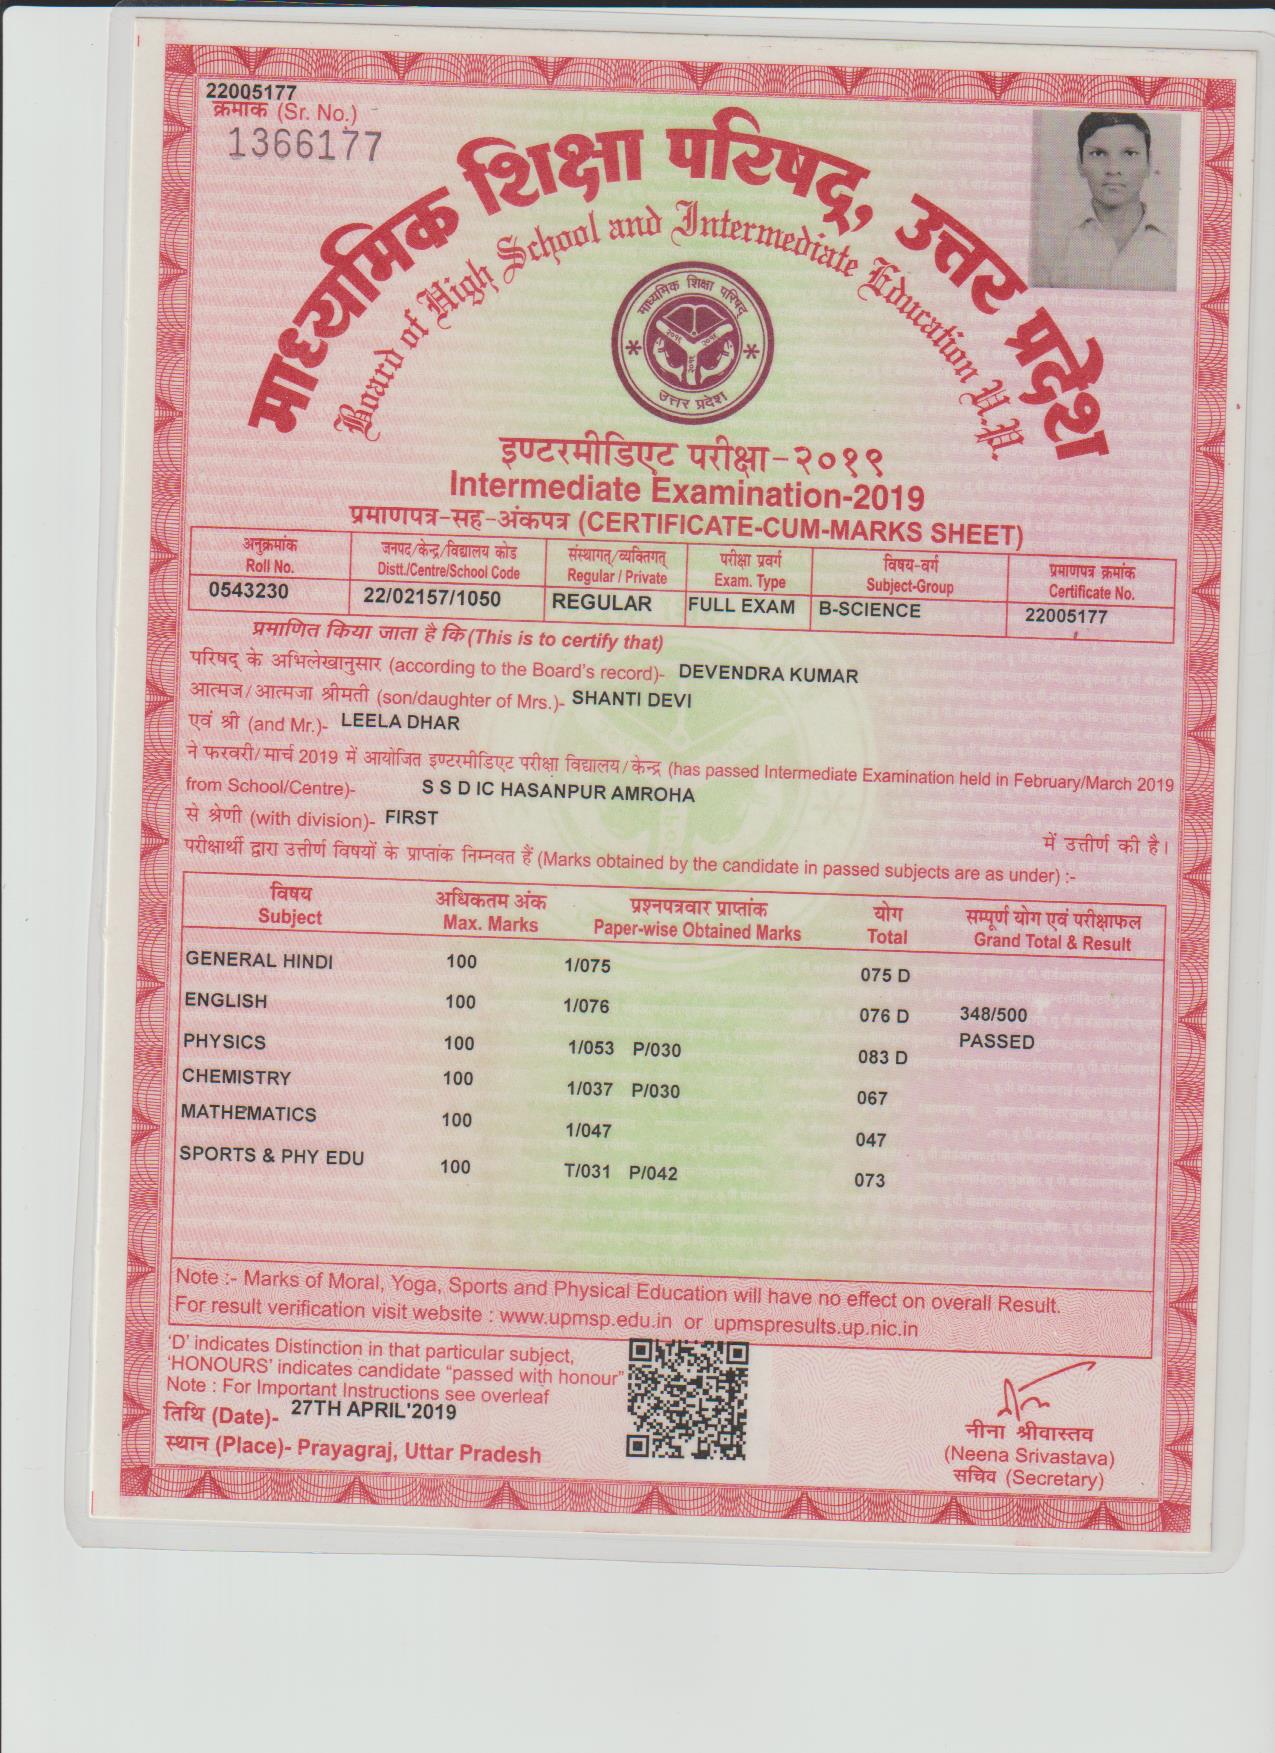 22005177
क्रमांक (Sr. No.)
1366177
माध्यमिक शिक्षा परिषद्, उत्तर प्रदेश
Board of High School and Intermediate Education U.P.
माध्यमिक शिक्षा परिषद
उत्तर प्रदेश
इण्टरमीडिएट परीक्षा-२०१९
Intermediate Examination-2019
प्रमाणपत्र-सह-अंकपत्र (CERTIFICATE-CUM-MARKS SHEET)
अनुक्रमांक जनपद/केन्द्र/विद्यालय कोड संस्थागत्/व्यक्तिगत् परीक्षा प्रवर्ग विषय-वर्ग प्रमाणपत्र क्रमांक
Roll No. Distt./Centre/School Code Regular / Private Exam. Type Subject-Group Certificate No.
0543230 22/02157/1050 REGULAR FULL EXAM B-SCIENCE 22005177
प्रमाणित किया जाता है कि (This is to certify that)
परिषद् के अभिलेखानुसार (according to the Board's record)- DEVENDRA KUMAR
आत्मज/आत्मजा श्रीमती (son/daughter of Mrs.)- SHANTI DEVI
एवं श्री (and Mr.)- LEELA DHAR
ने फरवरी/मार्च 2019 में आयोजित इण्टरमीडिएट परीक्षा विद्यालय/केन्द्र (has passed Intermediate Examination held in February/March 2019
from School/Centre)- S S D IC HASANPUR AMROHA
से श्रेणी (with division)- FIRST में उत्तीर्ण की है।
परीक्षार्थी द्वारा उत्तीर्ण विषयों के प्राप्तांक निम्नवत हैं (Marks obtained by the candidate in passed subjects are as under) :-
विषय अधिकतम अंक प्रश्नपत्रवार प्राप्तांक योग सम्पूर्ण योग एवं परीक्षाफल
Subject Max. Marks Paper-wise Obtained Marks Total Grand Total & Result
GENERAL HINDI 100 1/075 075 D
ENGLISH 100 1/076 076 D 348/500
PASSED
PHYSICS 100 1/053 P/030 083 D
CHEMISTRY 100 1/037 P/030 067
MATHEMATICS 100 1/047 047
SPORTS & PHY EDU 100 T/031 P/042 073
Note :- Marks of Moral, Yoga, Sports and Physical Education will have no effect on overall Result.
For result verification visit website : www.upmsp.edu.in or upmspresults.up.nic.in
'D' indicates Distinction in that particular subject,
'HONOURS' indicates candidate "passed with honour"
Note : For Important Instructions see overleaf
तिथि (Date)- 27TH APRIL'2019
स्थान (Place)- Prayagraj, Uttar Pradesh
नीना श्रीवास्तव
(Neena Srivastava)
सचिव (Secretary)